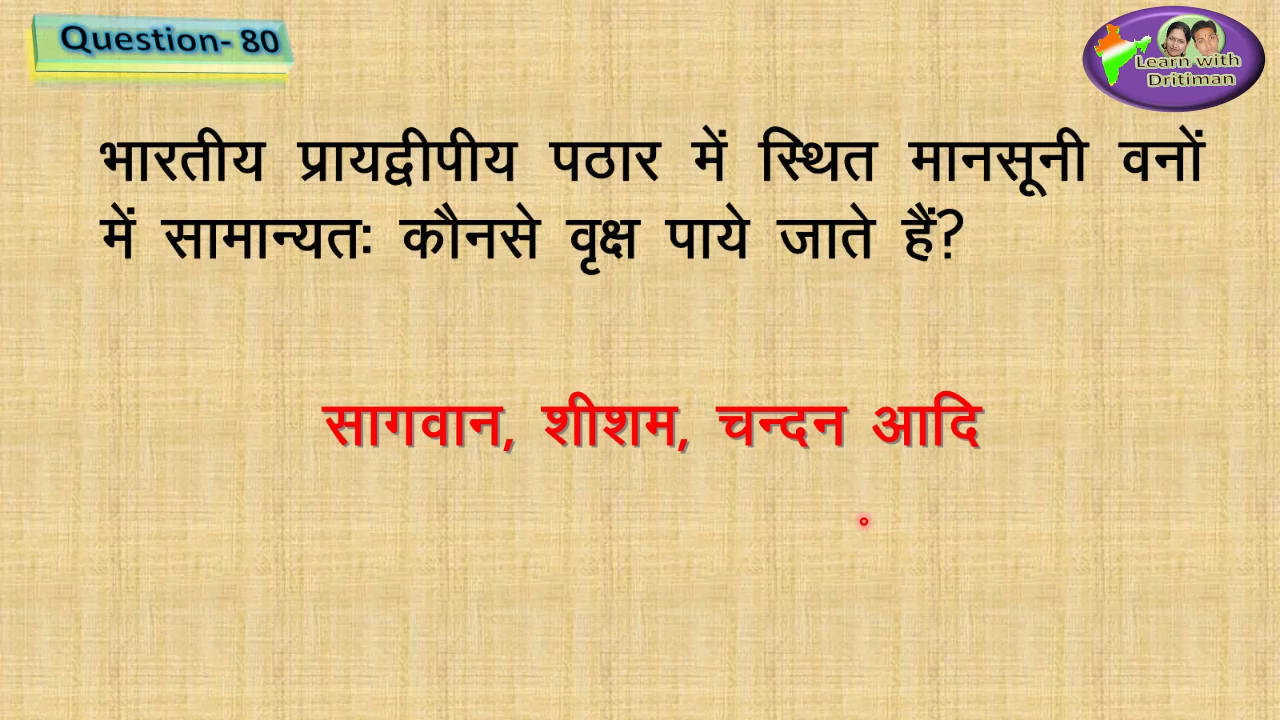 Question- 80
Learn with
Dritiman
भारतीय प्रायद्वीपीय पठार में स्थित मानसूनी वनों
में सामान्यतः कौनसे वृक्ष पाये जाते हैं?
सागवान, शीशम, चन्दन आदि